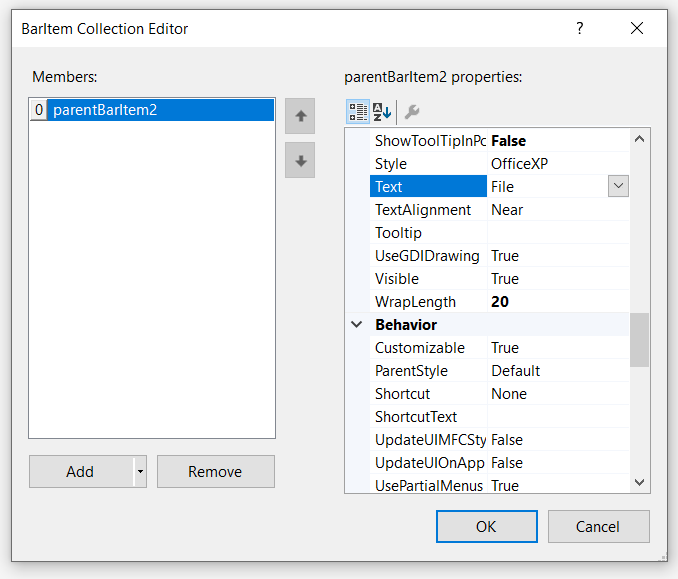 BarItem Collection Editor ?
Members:
0 parentBarItem2
Add
Remove
parentBarItem2 properties:
ShowToolTipInPo False
Style OfficeXP
Text File
TextAlignment Near
Tooltip
UseGDIDrawing True
Visible True
WrapLength 20
Behavior
Customizable True
ParentStyle Default
Shortcut None
ShortcutText
UpdateUIMFCSty False
UpdateUIOnApp False
UsePartialMenus True
OK
Cancel